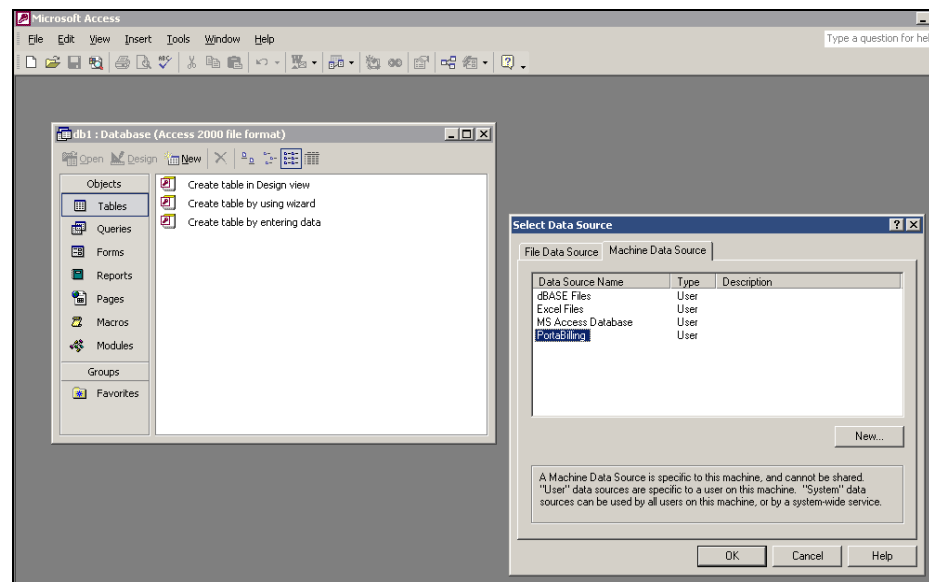 Microsoft Access
File Edit View Insert Tools Window Help
Type a question for hel
db1 : Database (Access 2000 file format)
Open Design New
Objects
Tables
Queries
Forms
Reports
Pages
Macros
Modules
Groups
Favorites
Create table in Design view
Create table by using wizard
Create table by entering data
Select Data Source
File Data Source Machine Data Source
Data Source Name Type Description
dBASE Files User
Excel Files User
MS Access Database User
PortaBilling User
New...
A Machine Data Source is specific to this machine, and cannot be shared.
"User" data sources are specific to a user on this machine. "System" data
sources can be used by all users on this machine, or by a system-wide service.
OK Cancel Help